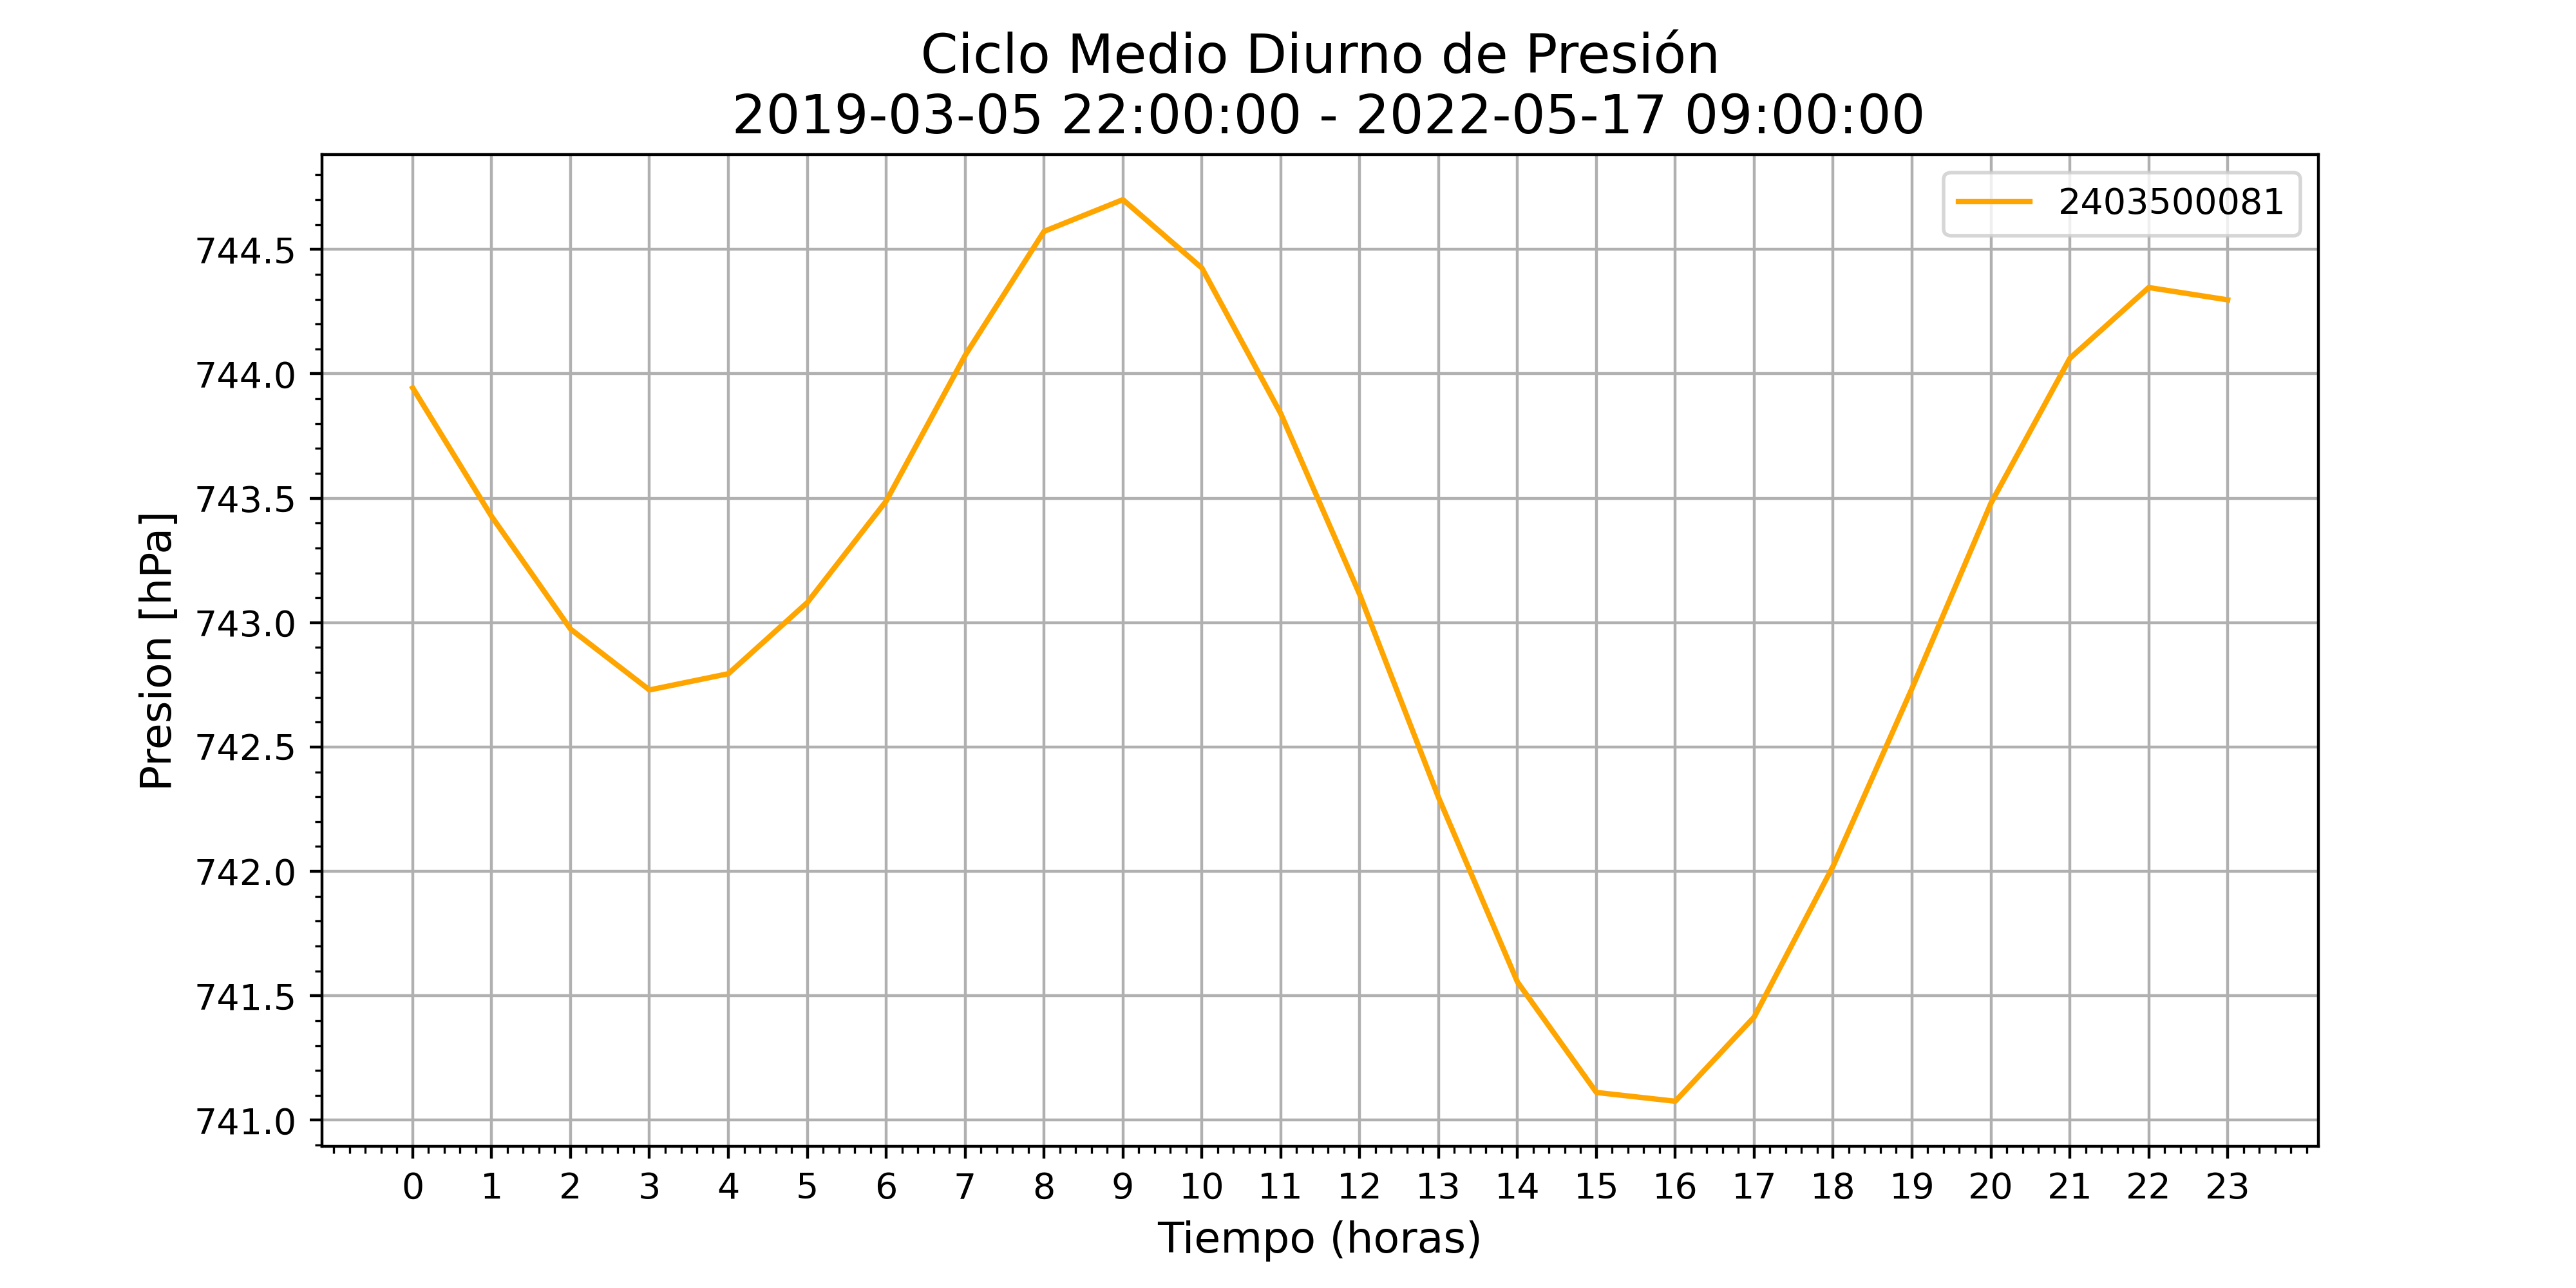 Ciclo Medio Diurno de Presión
2019-03-05 22:00:00 - 2022-05-17 09:00:00
2403500081
Presion [hPa]
744.5
744.0
743.5
743.0
742.5
742.0
741.5
741.0
0 1 2 3 4 5 6 7 8 9 10 11 12 13 14 15 16 17 18 19 20 21 22 23
Tiempo (horas)